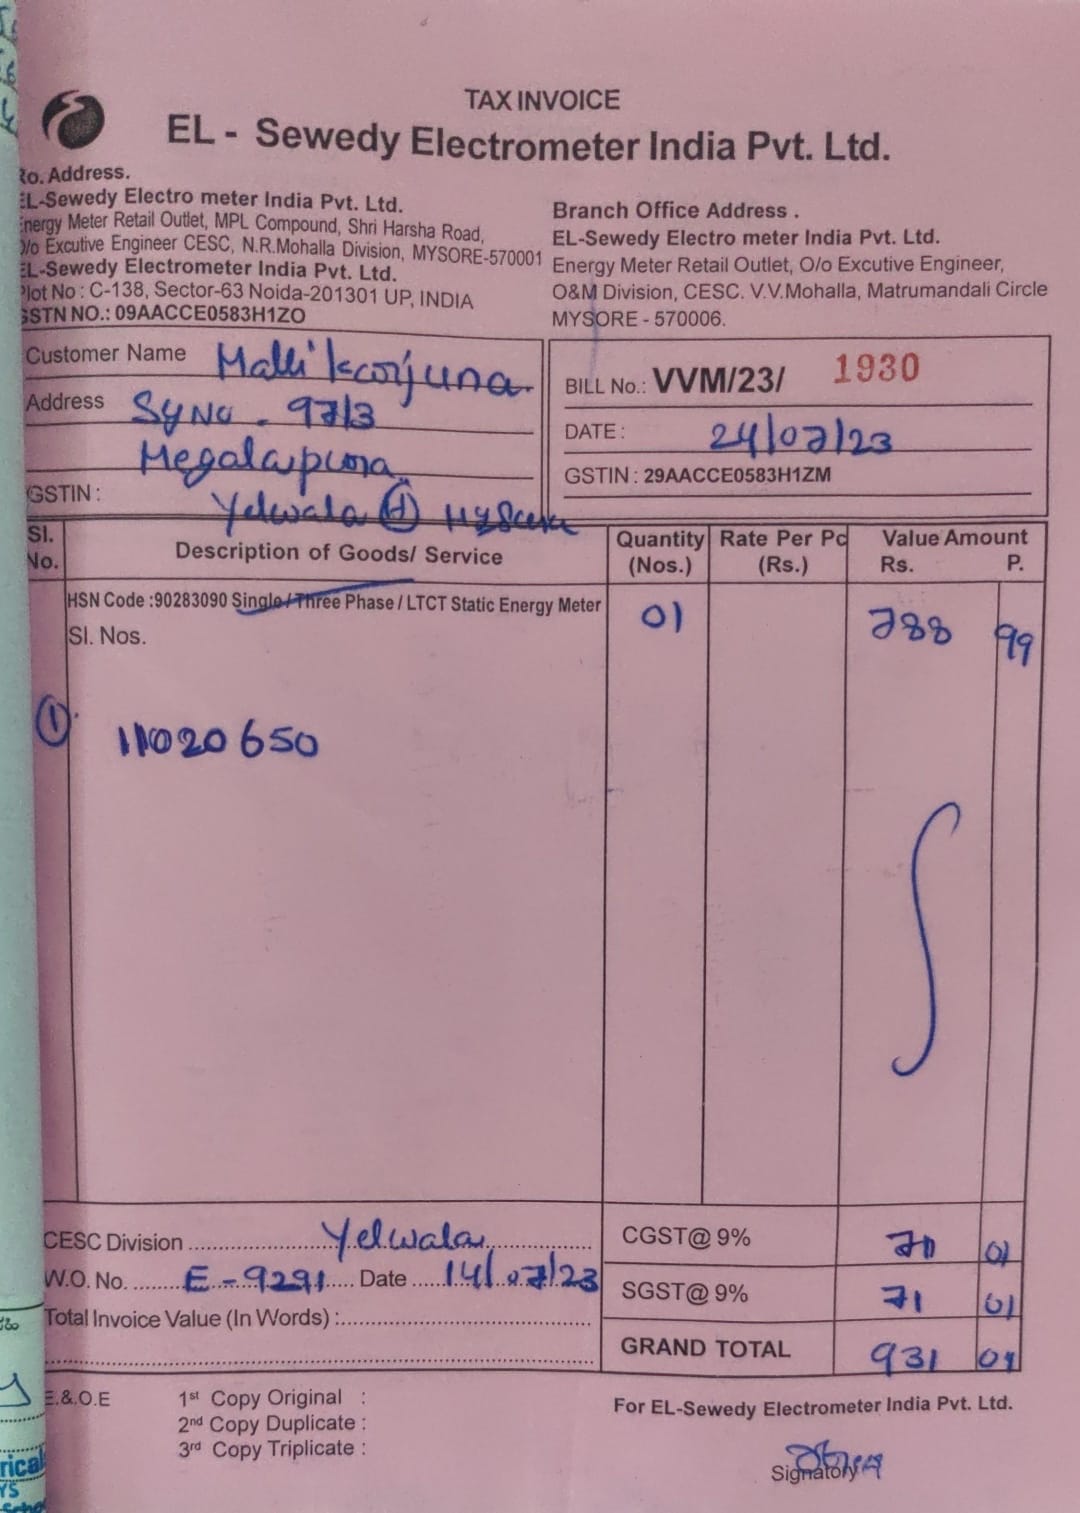 TAX INVOICE
EL - Sewedy Electrometer India Pvt. Ltd.
Ro. Address.
EL-Sewedy Electro meter India Pvt. Ltd.
Energy Meter Retail Outlet, MPL Compound, Shri Harsha Road,
O/o Excutive Engineer CESC, N.R.Mohalla Division, MYSORE-570001
EL-Sewedy Electrometer India Pvt. Ltd.
Plot No : C-138, Sector-63 Noida-201301 UP, INDIA
GSTN NO.: 09AACCE0583H1ZO
Branch Office Address .
EL-Sewedy Electro meter India Pvt. Ltd.
Energy Meter Retail Outlet, O/o Excutive Engineer,
O&M Division, CESC. V.V.Mohalla, Matrumandali Circle
MYSORE - 570006.
Customer Name Mallikarjuna
Address Sy No. 97/3
Megalapura
GSTIN : Yelwala (H) Mysuru
BILL No.: VVM/23/ 1930
DATE : 24/07/23
GSTIN : 29AACCE0583H1ZM
Sl. No. Description of Goods/ Service Quantity (Nos.) Rate Per Pc (Rs.) Value Amount Rs. P.
HSN Code :90283090 Single / Three Phase / LTCT Static Energy Meter 01 788 99
Sl. Nos.
1 11020650
CESC Division Yelwala CGST@ 9% 71 01
W.O. No. E-9291 Date 14/07/23
SGST@ 9% 71 01
Total Invoice Value (In Words) :
GRAND TOTAL 931 01
E.&.O.E 1st Copy Original :
2nd Copy Duplicate :
3rd Copy Triplicate :
For EL-Sewedy Electrometer India Pvt. Ltd.
Signatory